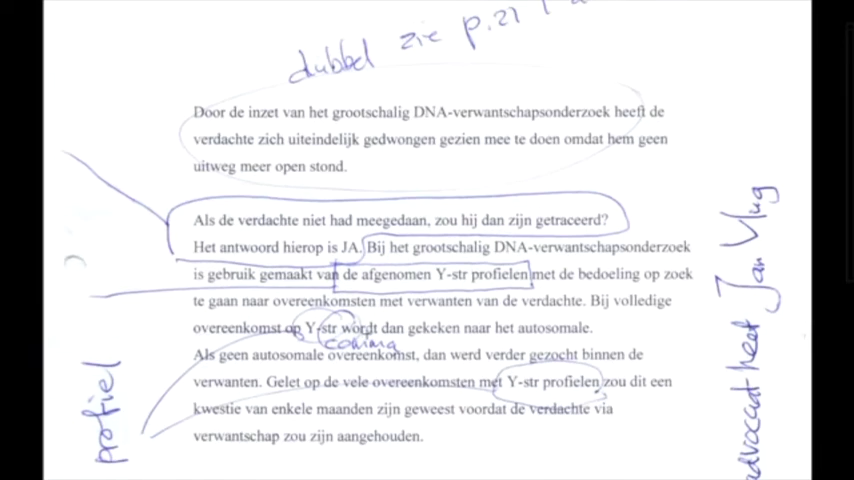 dubbel zie p.21
Door de inzet van het grootschalig DNA-verwantschapsonderzoek heeft de
verdachte zich uiteindelijk gedwongen gezien mee te doen omdat hem geen
uitweg meer open stond.
Als de verdachte niet had meegedaan, zou hij dan zijn getraceerd?
Het antwoord hierop is JA. Bij het grootschalig DNA-verwantschapsonderzoek
is gebruik gemaakt van de afgenomen Y-str profielen met de bedoeling op zoek
te gaan naar overeenkomsten met verwanten van de verdachte. Bij volledige
overeenkomst op Y-str wordt dan gekeken naar het autosomale.
comma
Als geen autosomale overeenkomst, dan werd verder gezocht binnen de
verwanten. Gelet op de vele overeenkomsten met Y-str profielen zou dit een
kwestie van enkele maanden zijn geweest voordat de verdachte via
verwantschap zou zijn aangehouden.
profiel
advocaat heet Jan Vlug